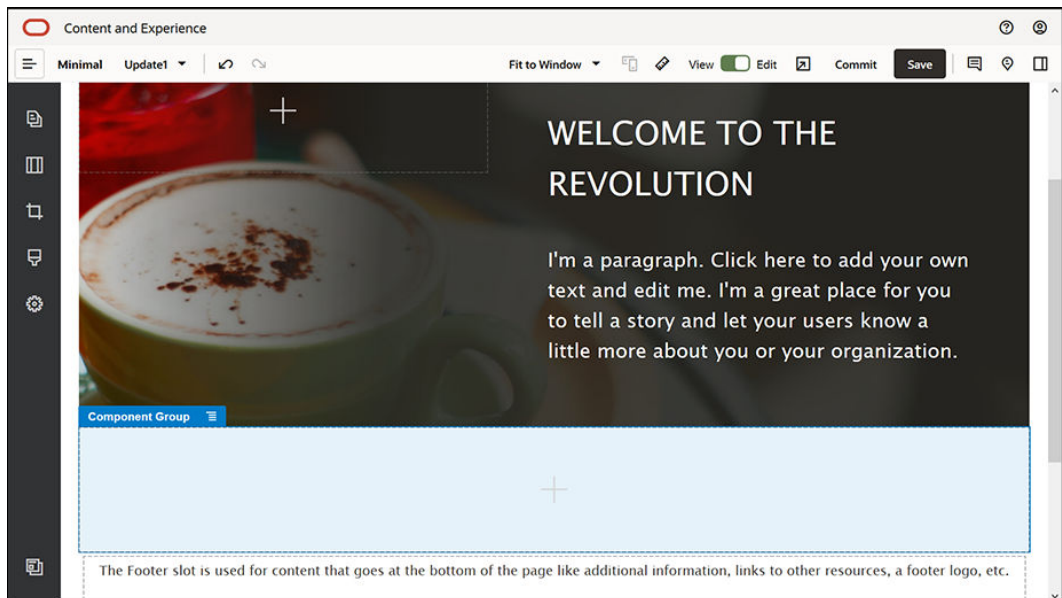 Content and Experience
Minimal Update1 Fit to Window View Edit Commit Save
WELCOME TO THE
REVOLUTION
I'm a paragraph. Click here to add your own
text and edit me. I'm a great place for you
to tell a story and let your users know a
little more about you or your organization.
Component Group
The Footer slot is used for content that goes at the bottom of the page like additional information, links to other resources, a footer logo, etc.